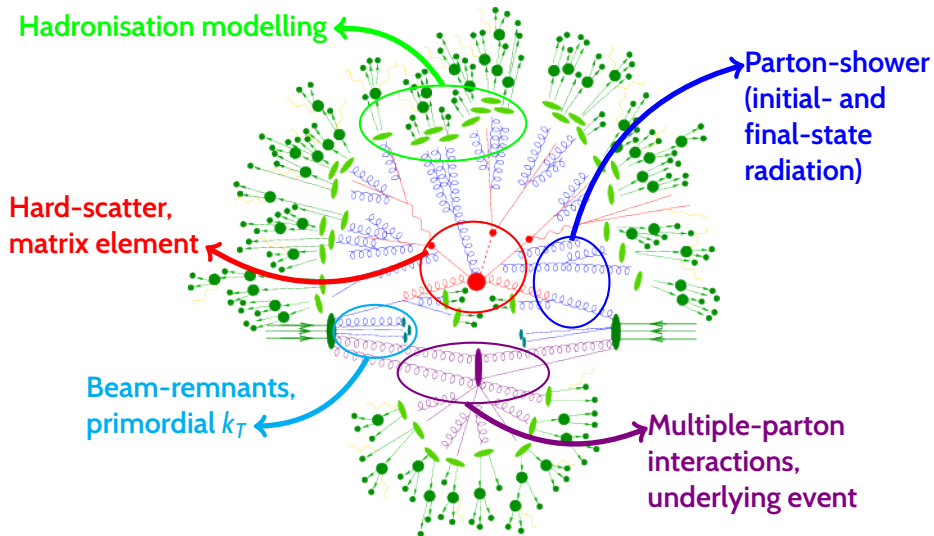 Hadronisation modelling
Parton-shower
(initial- and
final-state
radiation)
Hard-scatter,
matrix element
Beam-remnants,
primordial k_T
Multiple-parton
interactions,
underlying event